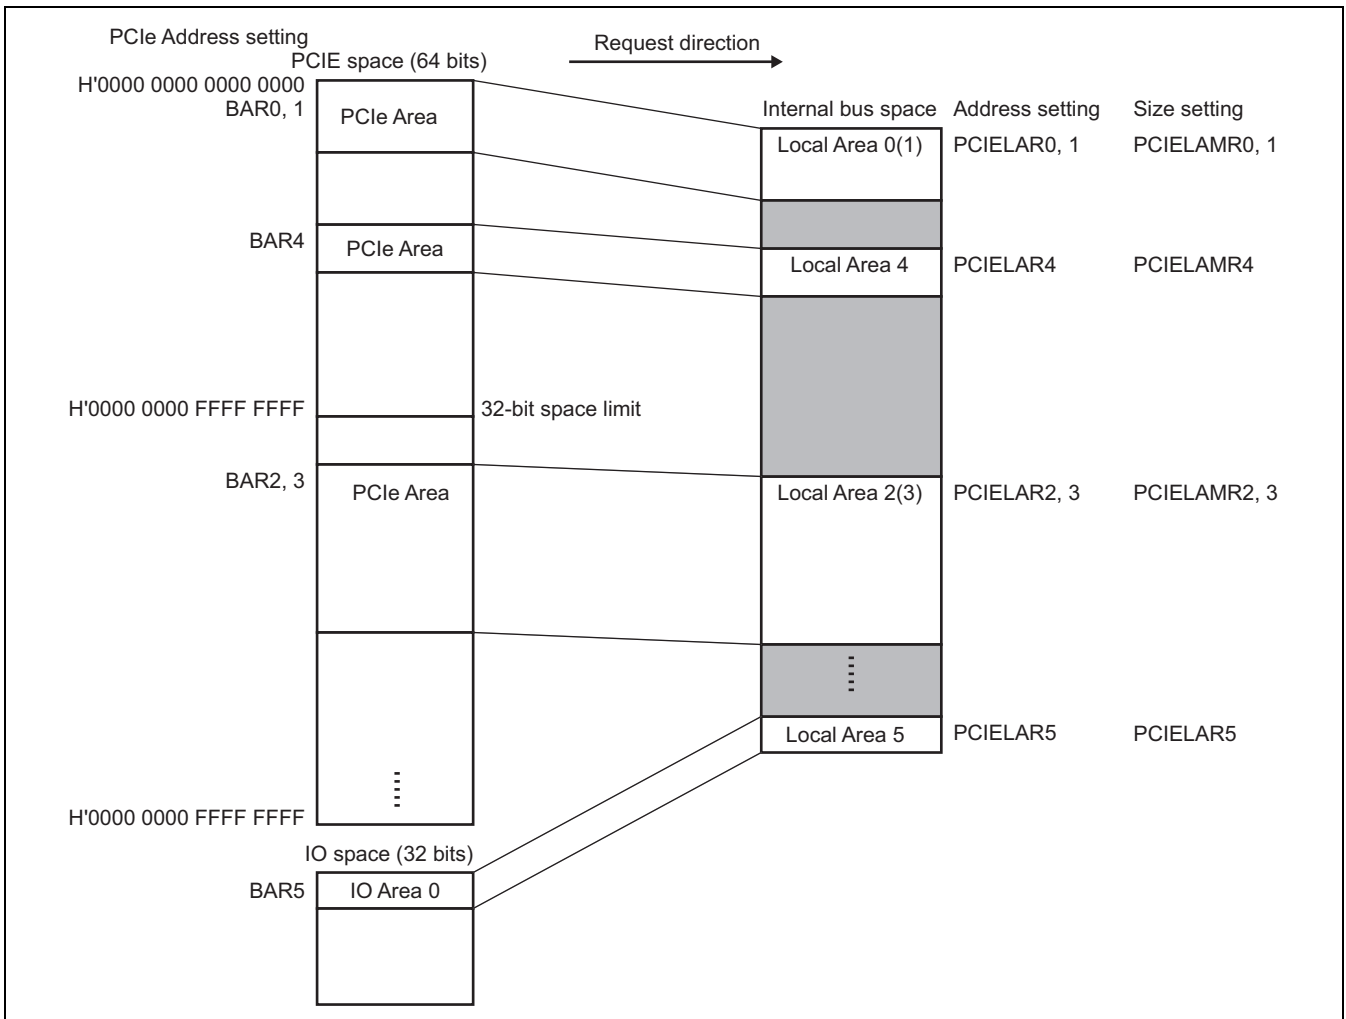 PCIe Address setting
PCIE space (64 bits)
Request direction
H'0000 0000 0000 0000
BAR0, 1
PCIe Area
Internal bus space Address setting Size setting
Local Area 0(1) PCIELAR0, 1 PCIELAMR0, 1
BAR4
PCIe Area
Local Area 4 PCIELAR4 PCIELAMR4
H'0000 0000 FFFF FFFF
32-bit space limit
BAR2, 3
PCIe Area
Local Area 2(3) PCIELAR2, 3 PCIELAMR2, 3
Local Area 5 PCIELAR5 PCIELAR5
H'0000 0000 FFFF FFFF
IO space (32 bits)
BAR5
IO Area 0